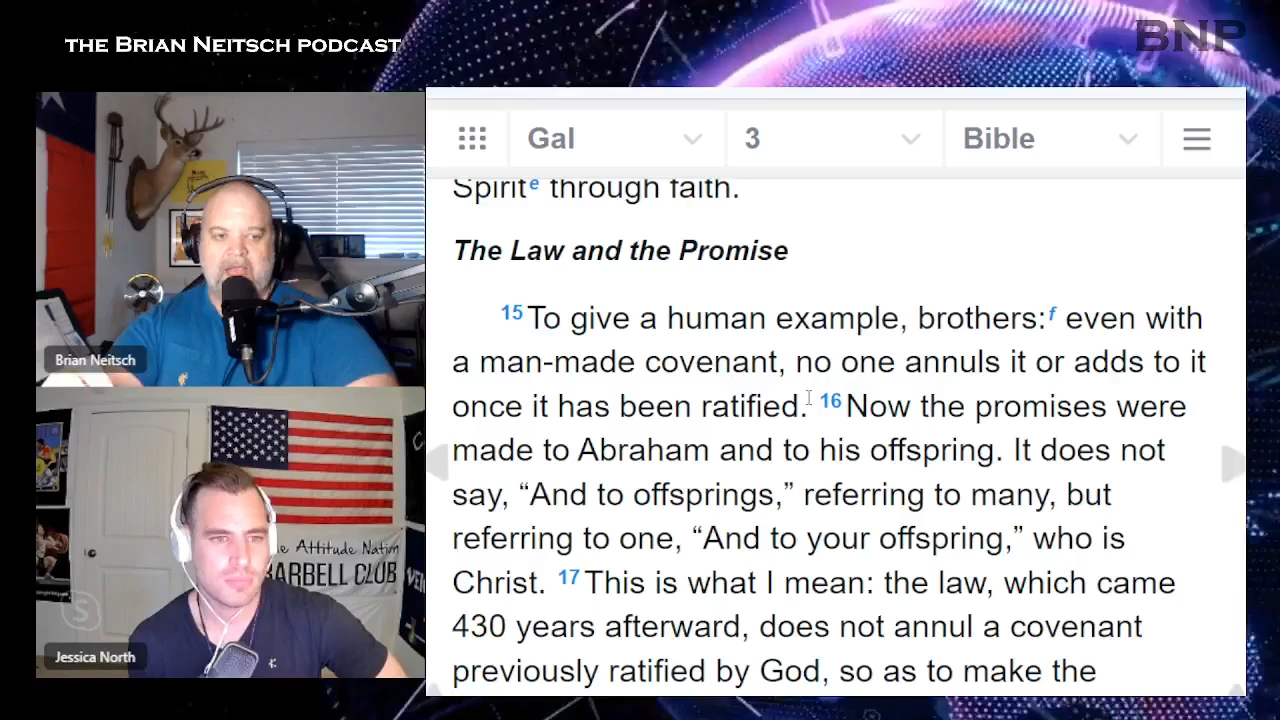 THE BRIAN NEITSCH PODCAST
BNP
Brian Neitsch
Attitude Nation
BARBELL CLUB
Jessica North
Gal
3
Bible
Spirit e through faith.
The Law and the Promise
15 To give a human example, brothers: f even with
a man-made covenant, no one annuls it or adds to it
once it has been ratified. 16 Now the promises were
made to Abraham and to his offspring. It does not
say, “And to offsprings,” referring to many, but
referring to one, “And to your offspring,” who is
Christ. 17 This is what I mean: the law, which came
430 years afterward, does not annul a covenant
previously ratified by God, so as to make the